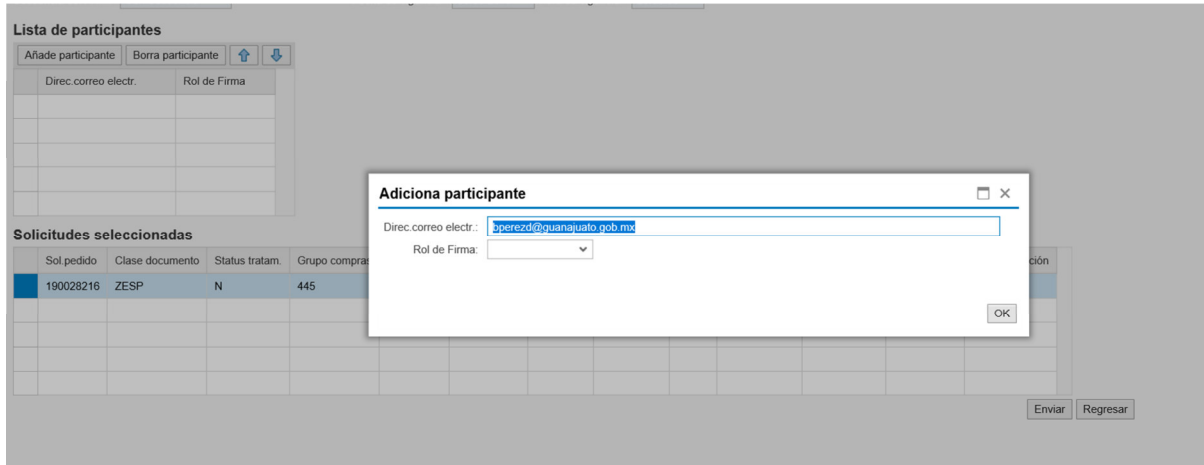 Lista de participantes
Añade participante Borra participante
Direc.correo electr. Rol de Firma
Adiciona participante
Direc.correo electr.: bperezd@guanajuato.gob.mx
Rol de Firma:
OK
Solicitudes seleccionadas
Sol.pedido Clase documento Status tratam. Grupo compras
190028216 ZESP N 445
Enviar Regresar